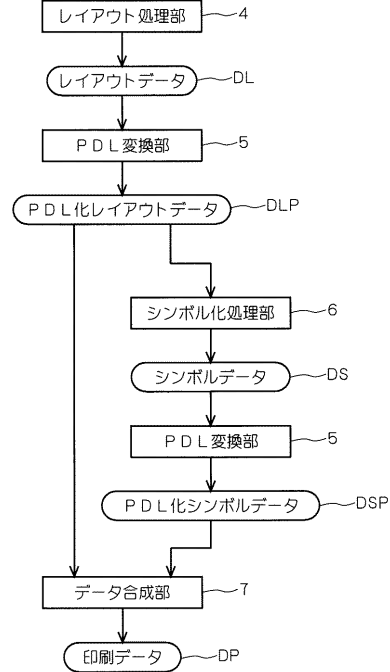 レイアウト処理部 4
レイアウトデータ DL
PDL変換部 5
PDL化レイアウトデータ DLP
シンボル化処理部 6
シンボルデータ DS
PDL変換部 5
PDL化シンボルデータ DSP
データ合成部 7
印刷データ DP